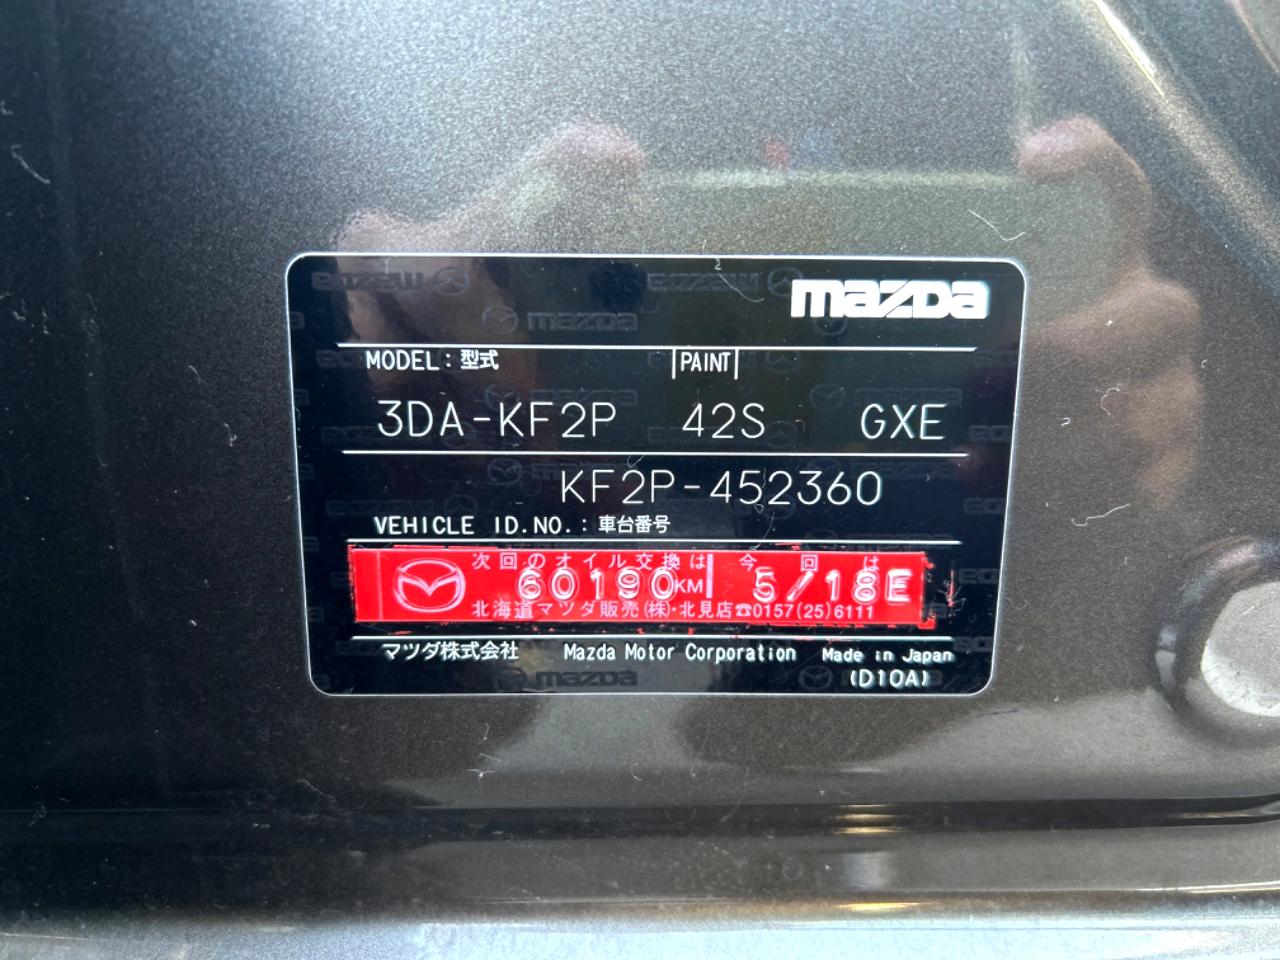 mazda
MODEL: 型式 PAINT
3DA-KF2P 42S GXE
KF2P-452360
VEHICLE ID.NO.: 車台番号
次回のオイル交換は 今回は
60190KM 5/18E
北海道マツダ販売(株)・北見店☎0157(25)6111
マツダ株式会社 Mazda Motor Corporation Made in Japan
(D10A)